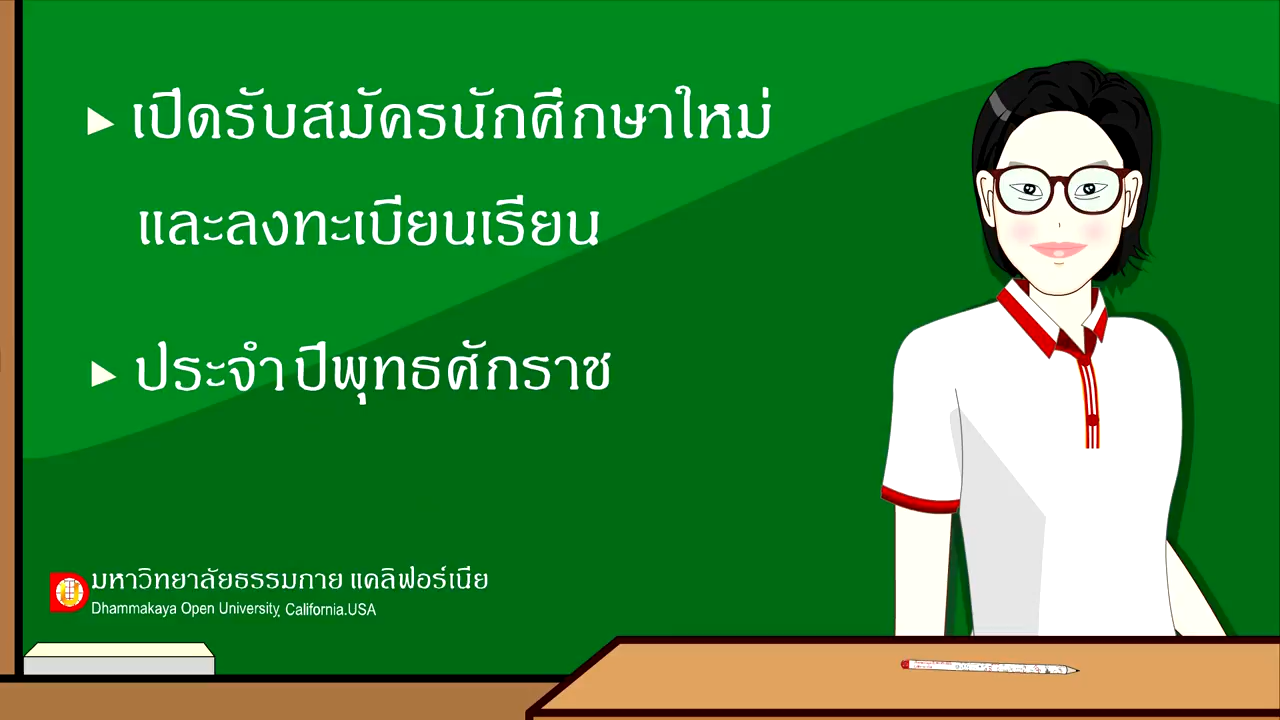 เปิดรับสมัครนักศึกษาใหม่
และลงทะเบียนเรียน
ประจำปีพุทธศักราช
มหาวิทยาลัยธรรมกาย แคลิฟอร์เนีย
Dhammakaya Open University, California.USA